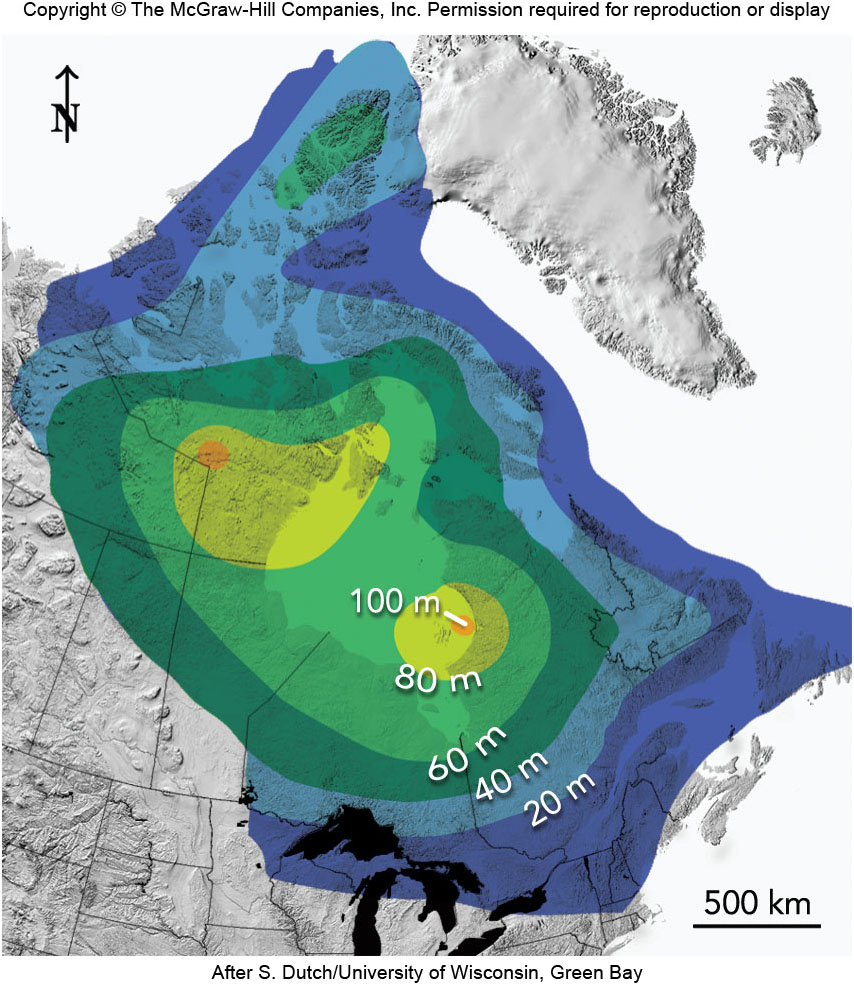 Copyright © The McGraw-Hill Companies, Inc. Permission required for reproduction or display
N
100 m
80 m
60 m
40 m
20 m
500 km
After S. Dutch/University of Wisconsin, Green Bay